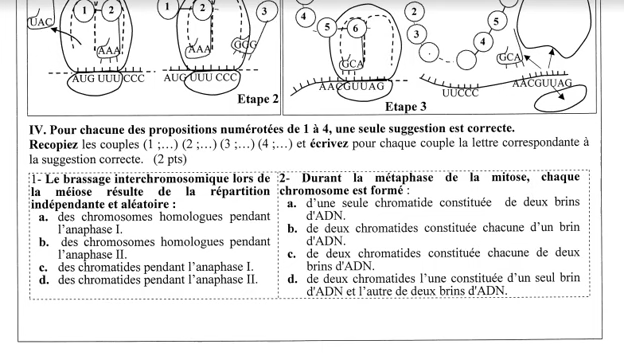 1 2 1 2 3 4 5 6 2 3 4 5
UAC
AAA AAA GGG GCA GCA
AUG UUU CCC AUG UUU CCC AACGUUAG UUCCC AACGUUAG
Etape 2 Etape 3
IV. Pour chacune des propositions numérotées de 1 à 4, une seule suggestion est correcte.
Recopiez les couples (1 ;…) (2 ;…) (3 ;…) (4 ;…) et écrivez pour chaque couple la lettre correspondante à
la suggestion correcte. (2 pts)
1- Le brassage interchromosomique lors de
la méiose résulte de la répartition
indépendante et aléatoire :
a. des chromosomes homologues pendant
l'anaphase I.
b. des chromosomes homologues pendant
l'anaphase II.
c. des chromatides pendant l'anaphase I.
d. des chromatides pendant l'anaphase II.
2- Durant la métaphase de la mitose, chaque
chromosome est formé :
a. d'une seule chromatide constituée de deux brins
d'ADN.
b. de deux chromatides constituées chacune d'un brin
d'ADN.
c. de deux chromatides constituée chacune de deux
brins d'ADN.
d. de deux chromatides l'une constituée d'un seul brin
d'ADN et l'autre de deux brins d'ADN.